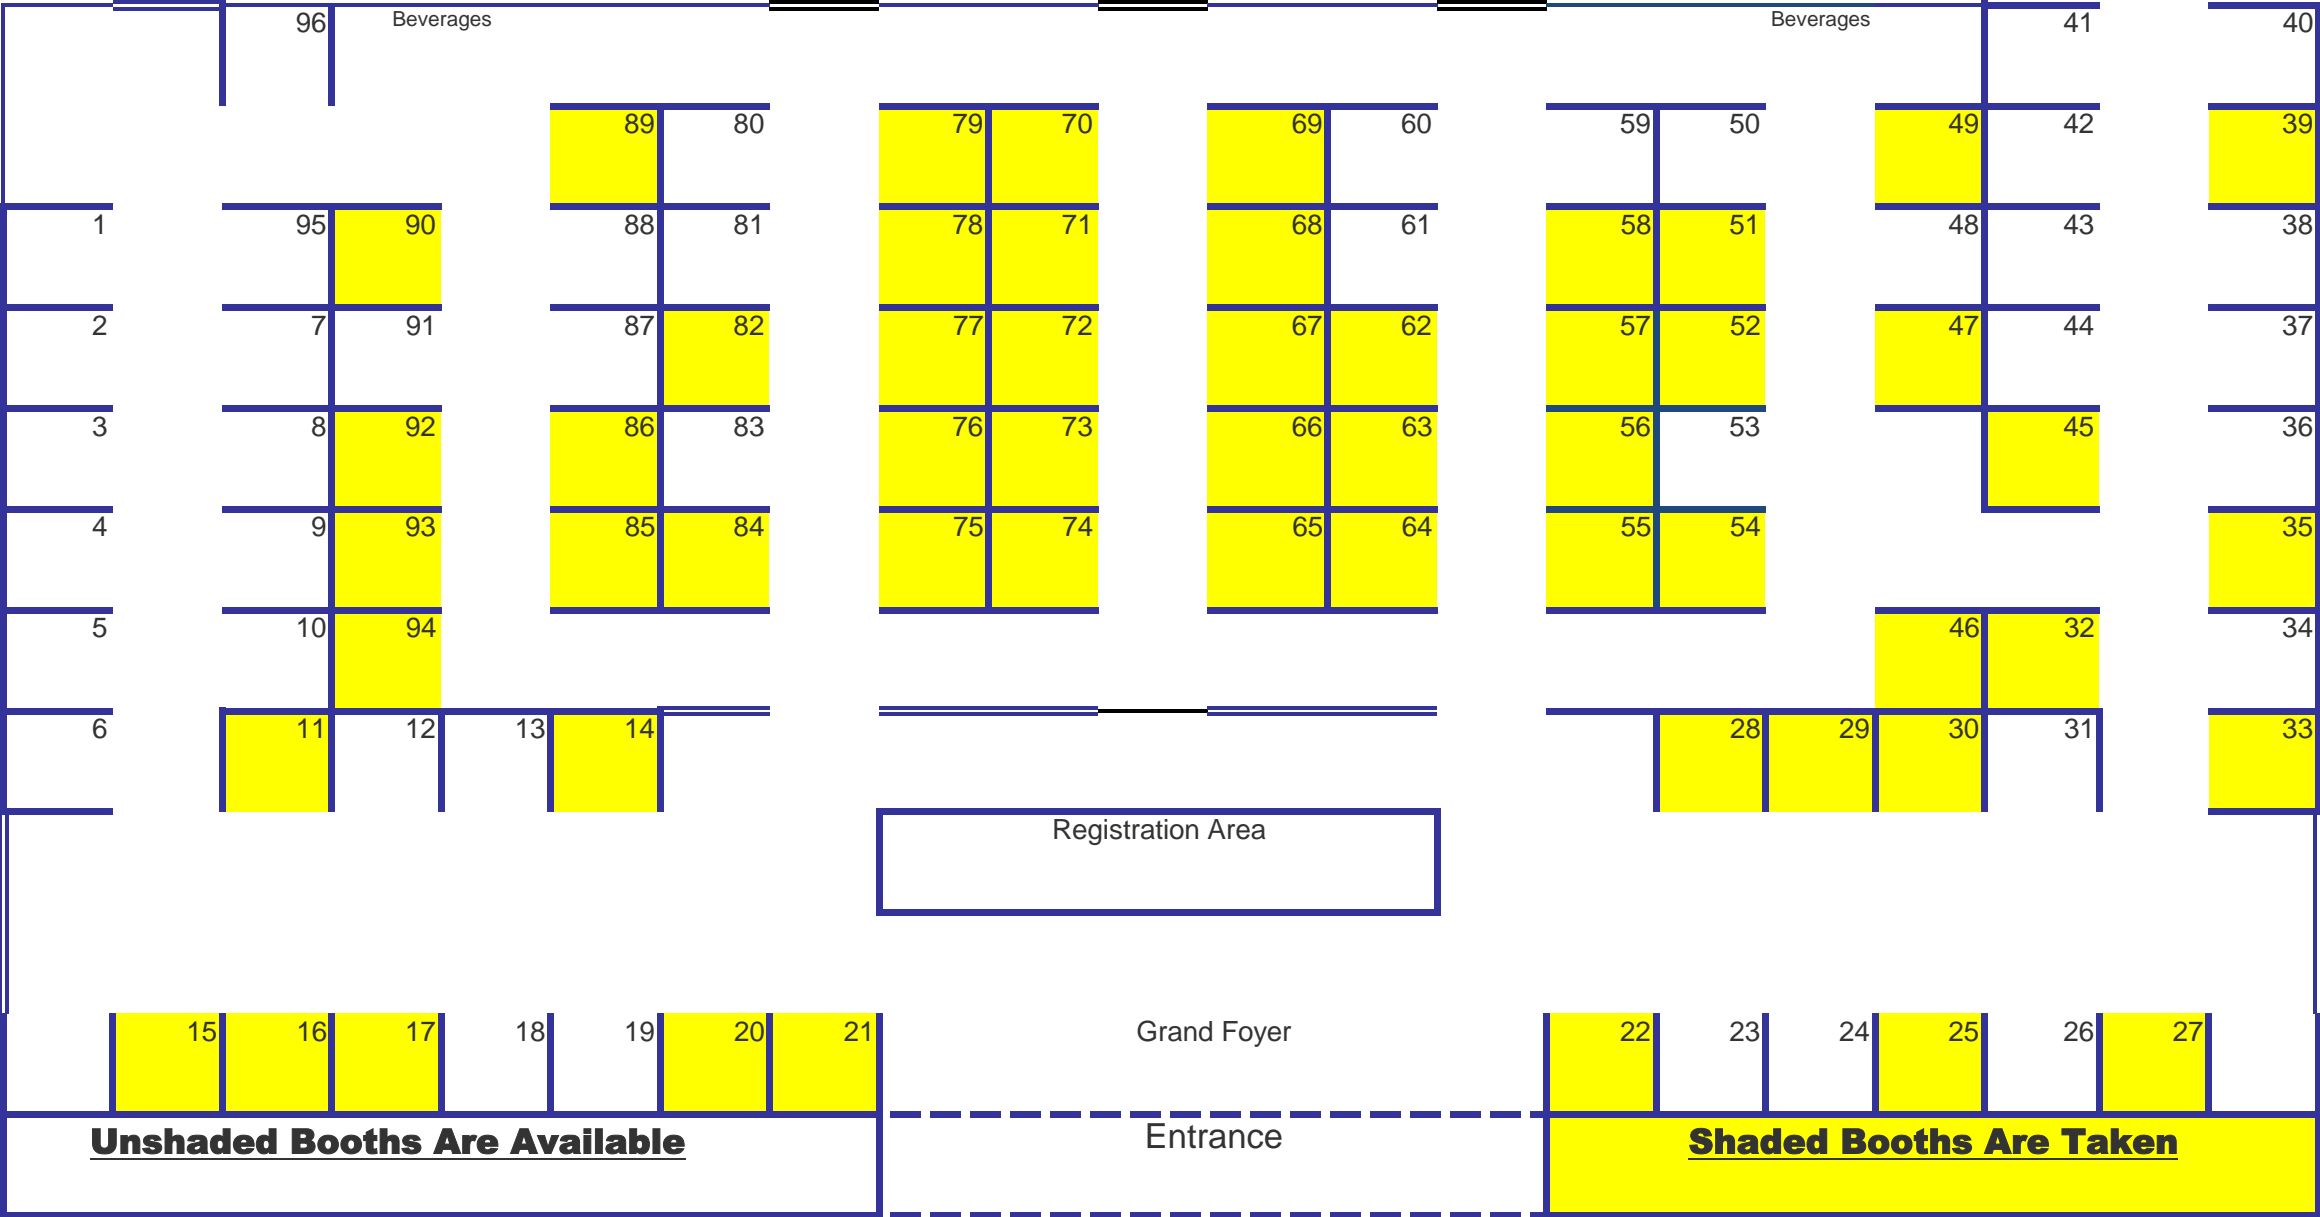 96 Beverages Beverages 41 40
89 80 79 70 69 60 59 50 49 42 39
1 95 90 88 81 78 71 68 61 58 51 48 43 38
2 7 91 87 82 77 72 67 62 57 52 47 44 37
3 8 92 86 83 76 73 66 63 56 53 45 36
4 9 93 85 84 75 74 65 64 55 54 35
5 10 94 46 32 34
6 11 12 13 14 28 29 30 31 33
Registration Area
15 16 17 18 19 20 21 Grand Foyer 22 23 24 25 26 27
Unshaded Booths Are Available Entrance Shaded Booths Are Taken